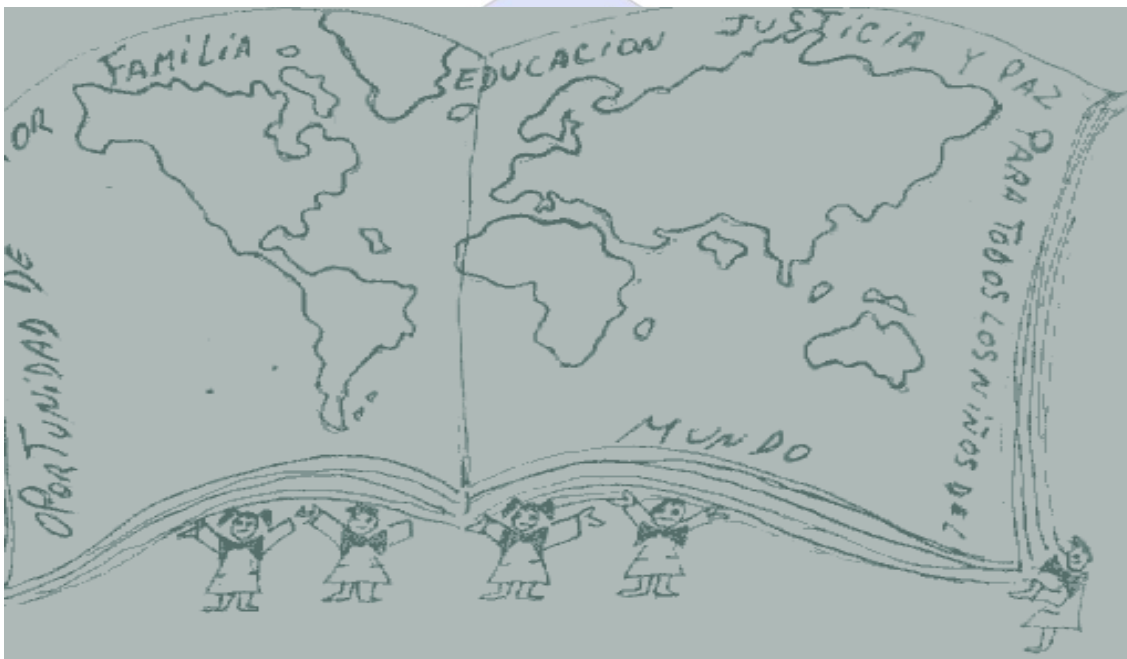 OPORTUNIDAD DE
OR
FAMILIA
EDUCACION
JUSTICIA Y PAZ PARA TODOS LOS NIÑOS DEL
MUNDO